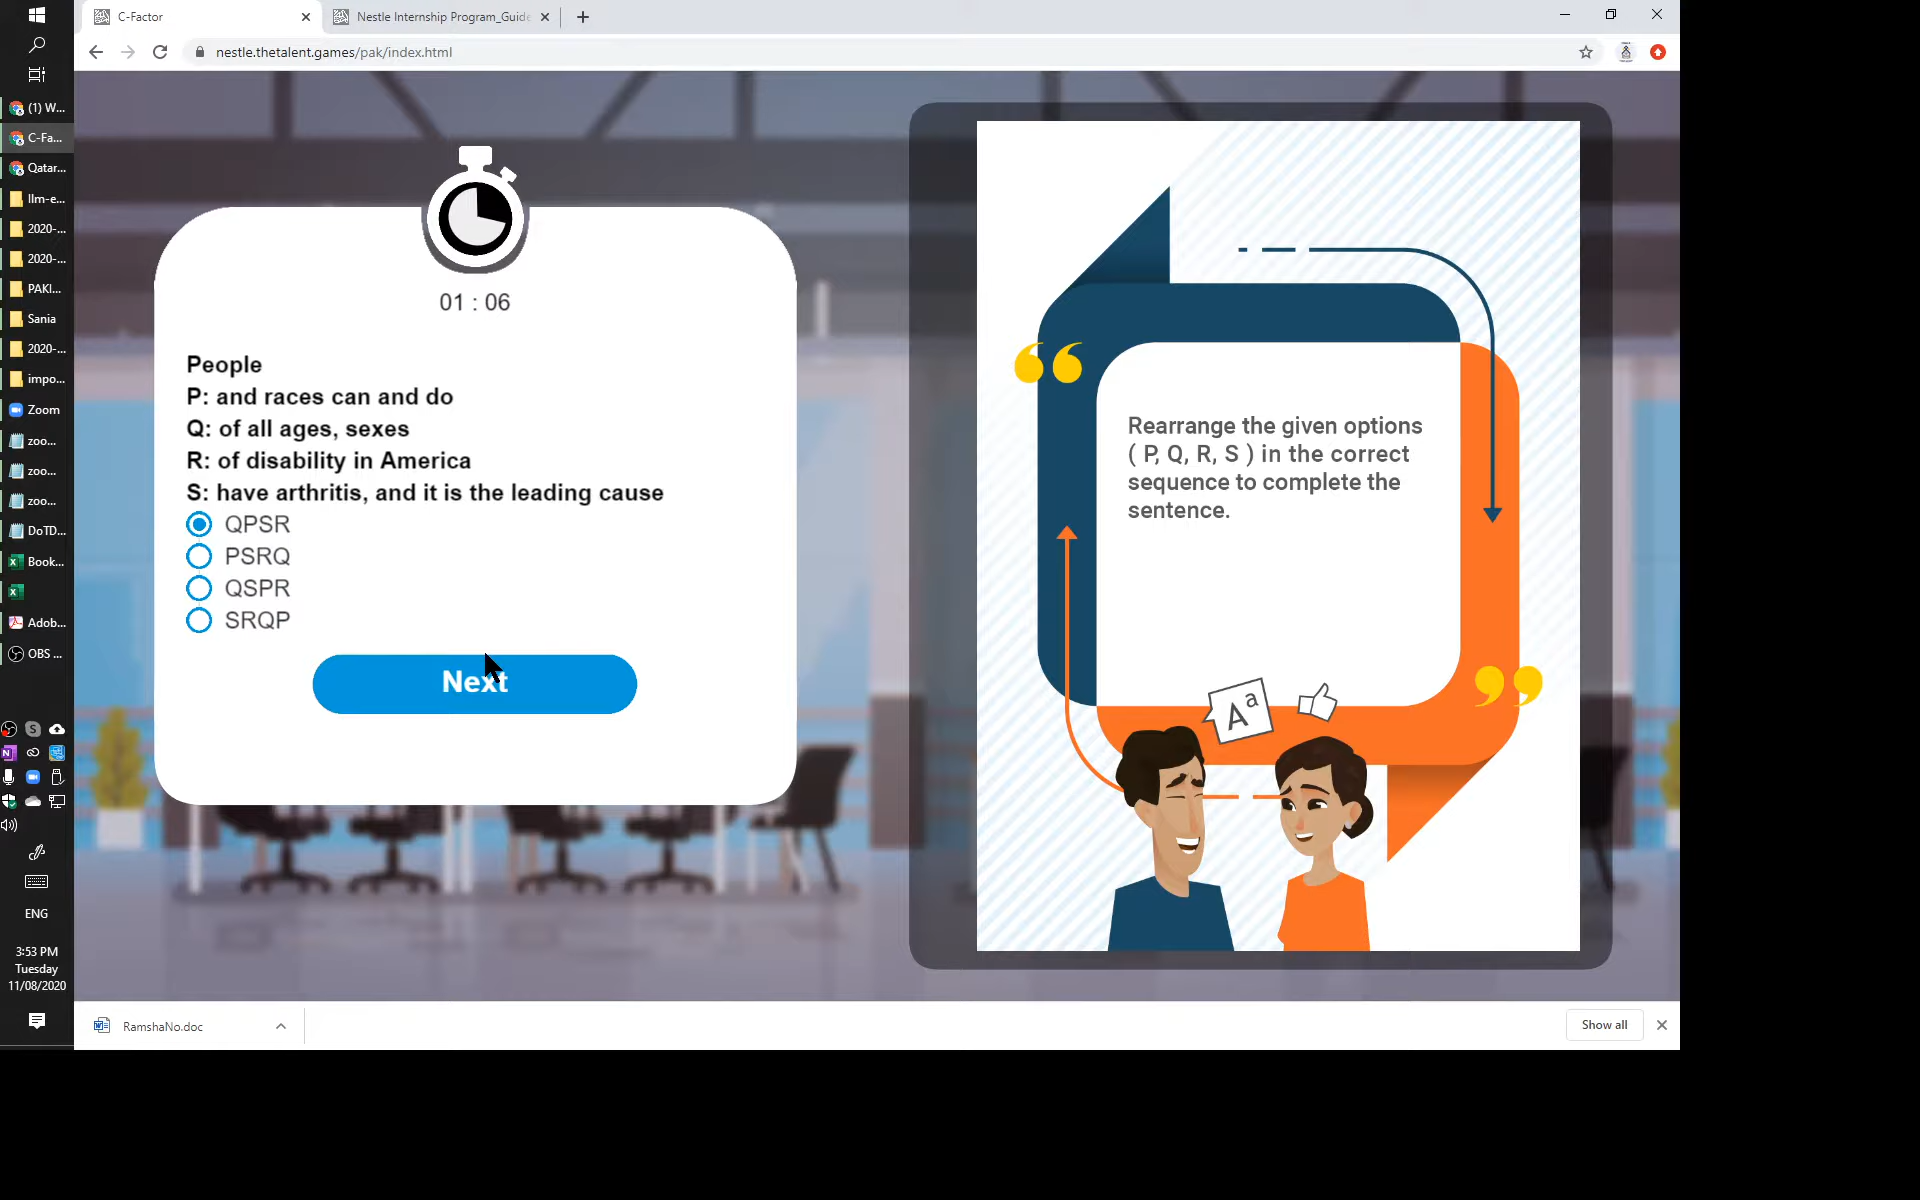 C-Factor
Nestle Internship Program_Guide
nestle.thetalent.games/pak/index.html
(1) W...
C-Fa...
Qatar...
llm-e...
2020-...
2020-...
PAKI...
Sania
2020-...
impo...
Zoom
zoo...
zoo...
zoo...
DoTD...
Book...
Adob...
OBS ...
ENG
3:53 PM
Tuesday
11/08/2020
01 : 06
People
P: and races can and do
Q: of all ages, sexes
R: of disability in America
S: have arthritis, and it is the leading cause
QPSR
PSRQ
QSPR
SRQP
Next
Rearrange the given options
( P, Q, R, S ) in the correct
sequence to complete the
sentence.
Aa
RamshaNo.doc
Show all